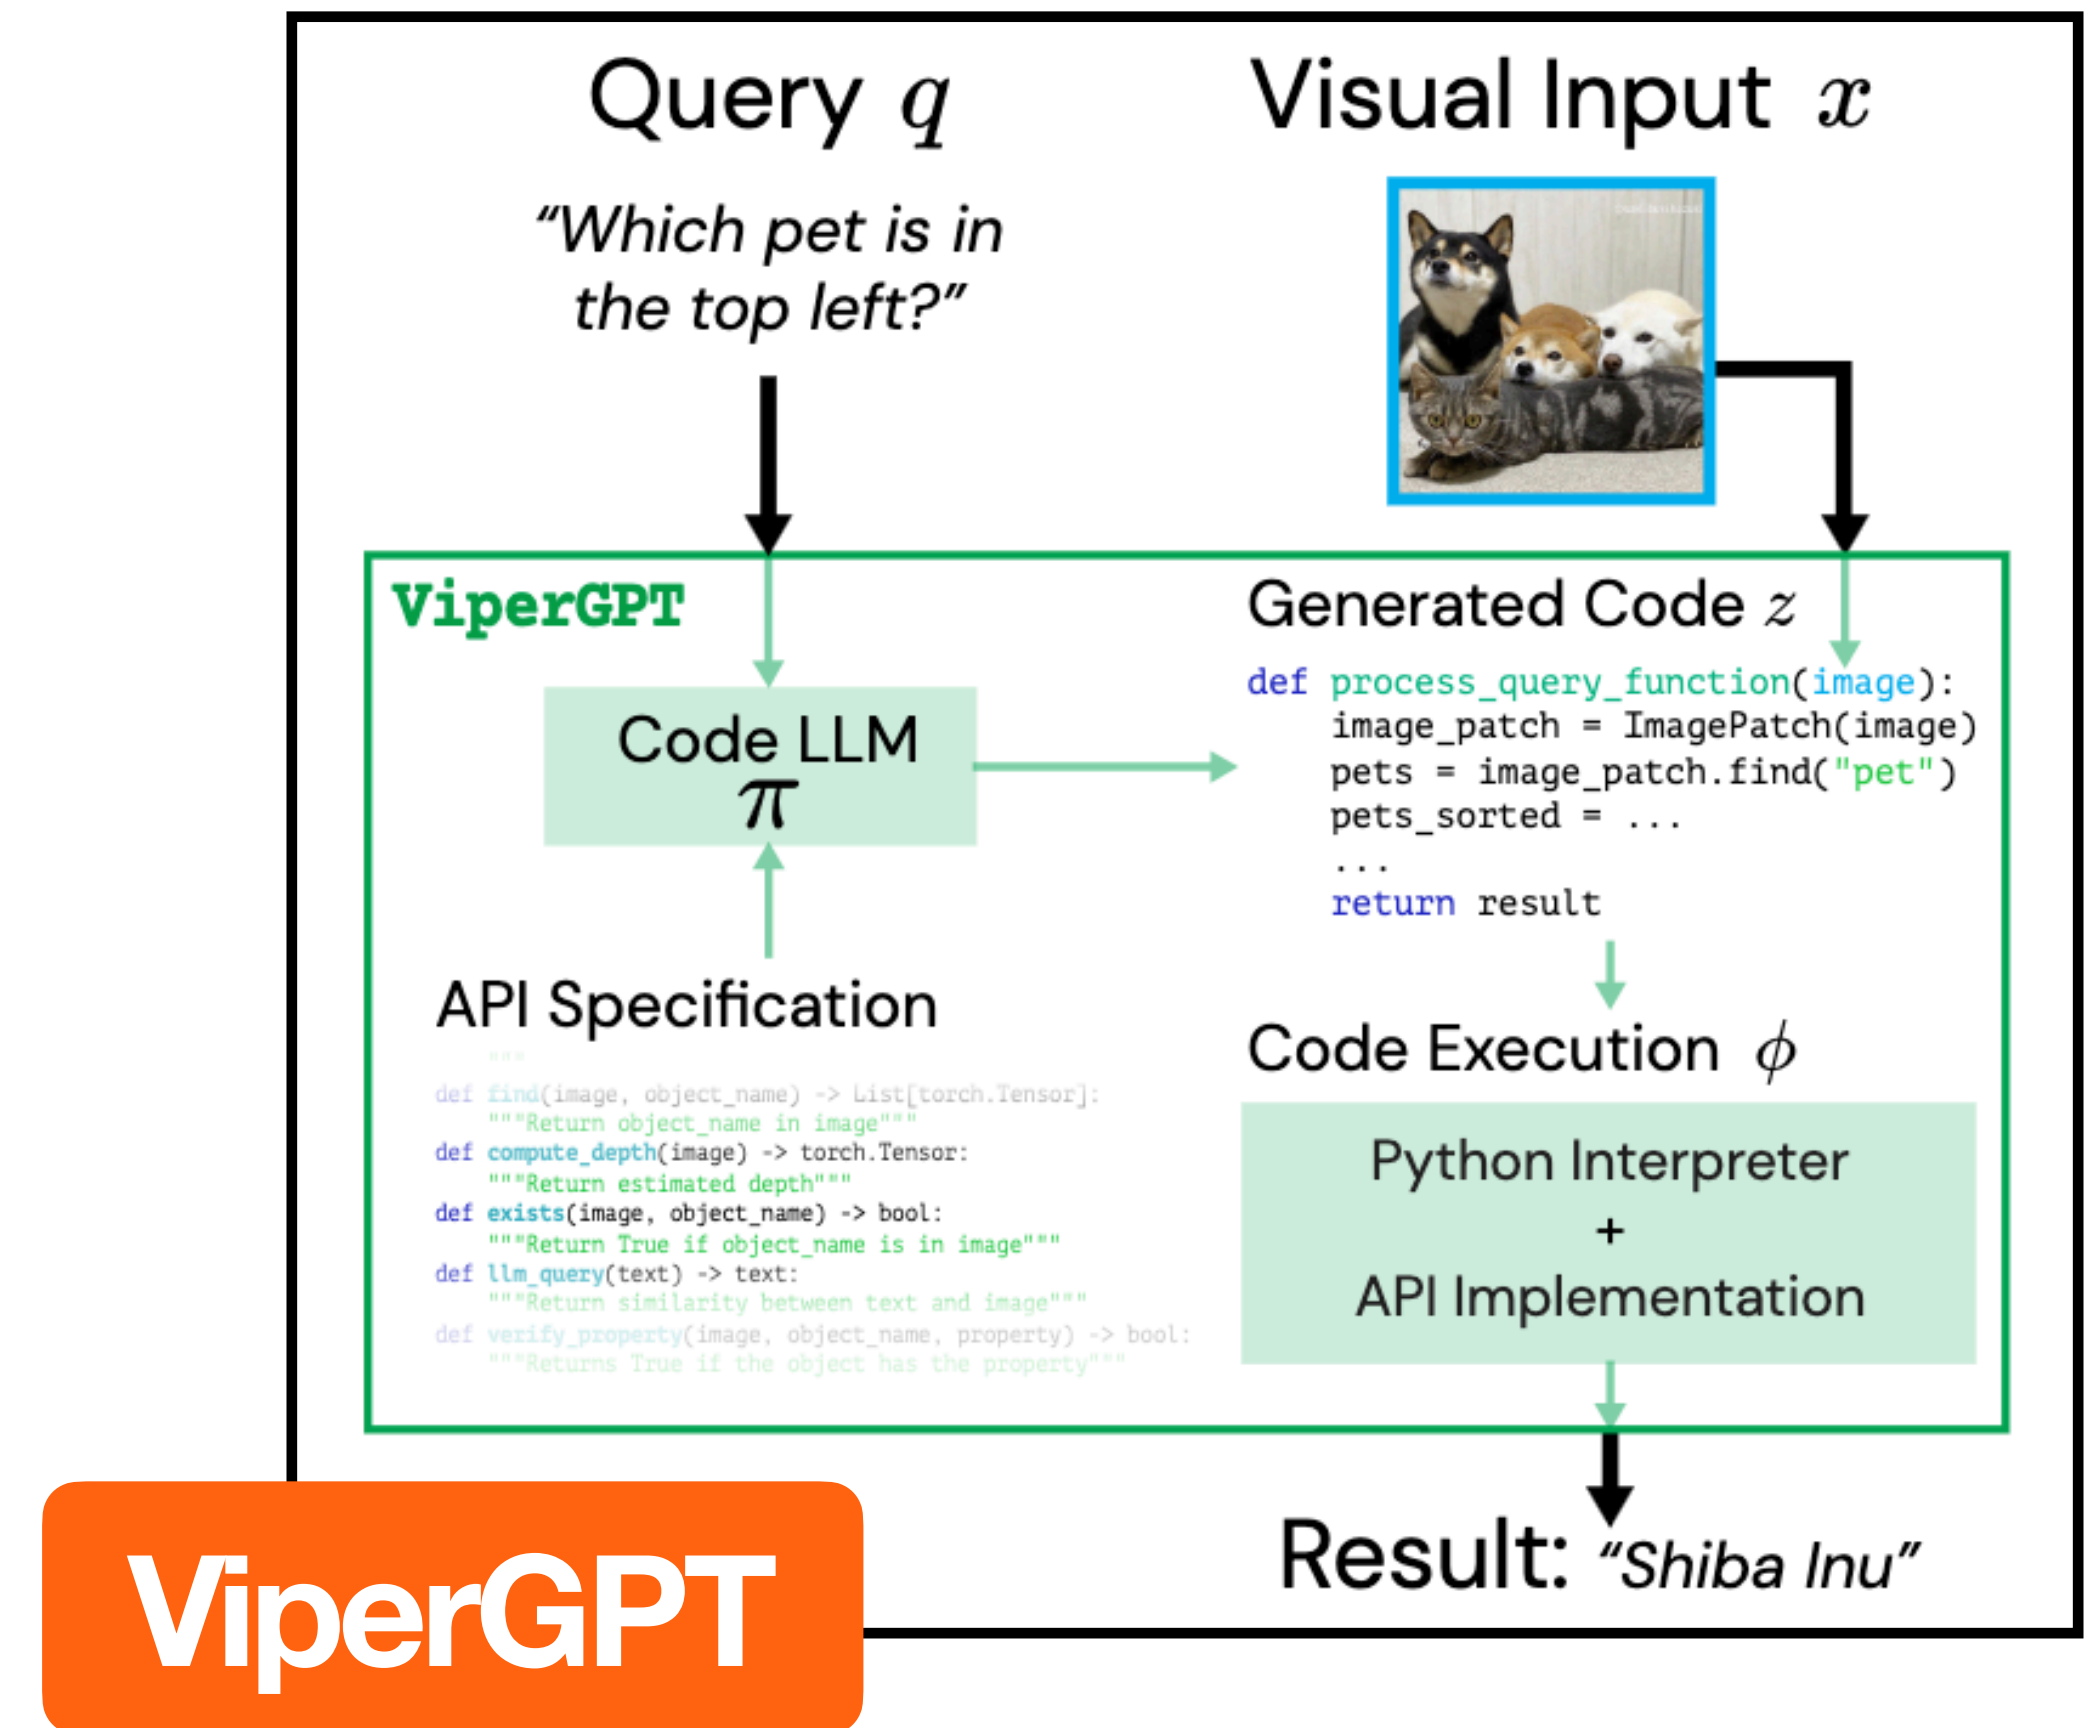 Query q
Visual Input x
“Which pet is in
the top left?”
ViperGPT
Code LLM
π
API Specification
"""
def find(image, object_name) -> List[torch.Tensor]:
"""Return object_name in image"""
def compute_depth(image) -> torch.Tensor:
"""Return estimated depth"""
def exists(image, object_name) -> bool:
"""Return True if object_name is in image"""
def llm_query(text) -> text:
"""Return similarity between text and image"""
def verify_property(image, object_name, property) -> bool:
"""Returns True if the object has the property"""
Generated Code z
def process_query_function(image):
image_patch = ImagePatch(image)
pets = image_patch.find("pet")
pets_sorted = ...
...
return result
Code Execution ϕ
Python Interpreter
+
API Implementation
Result: “Shiba Inu”
ViperGPT